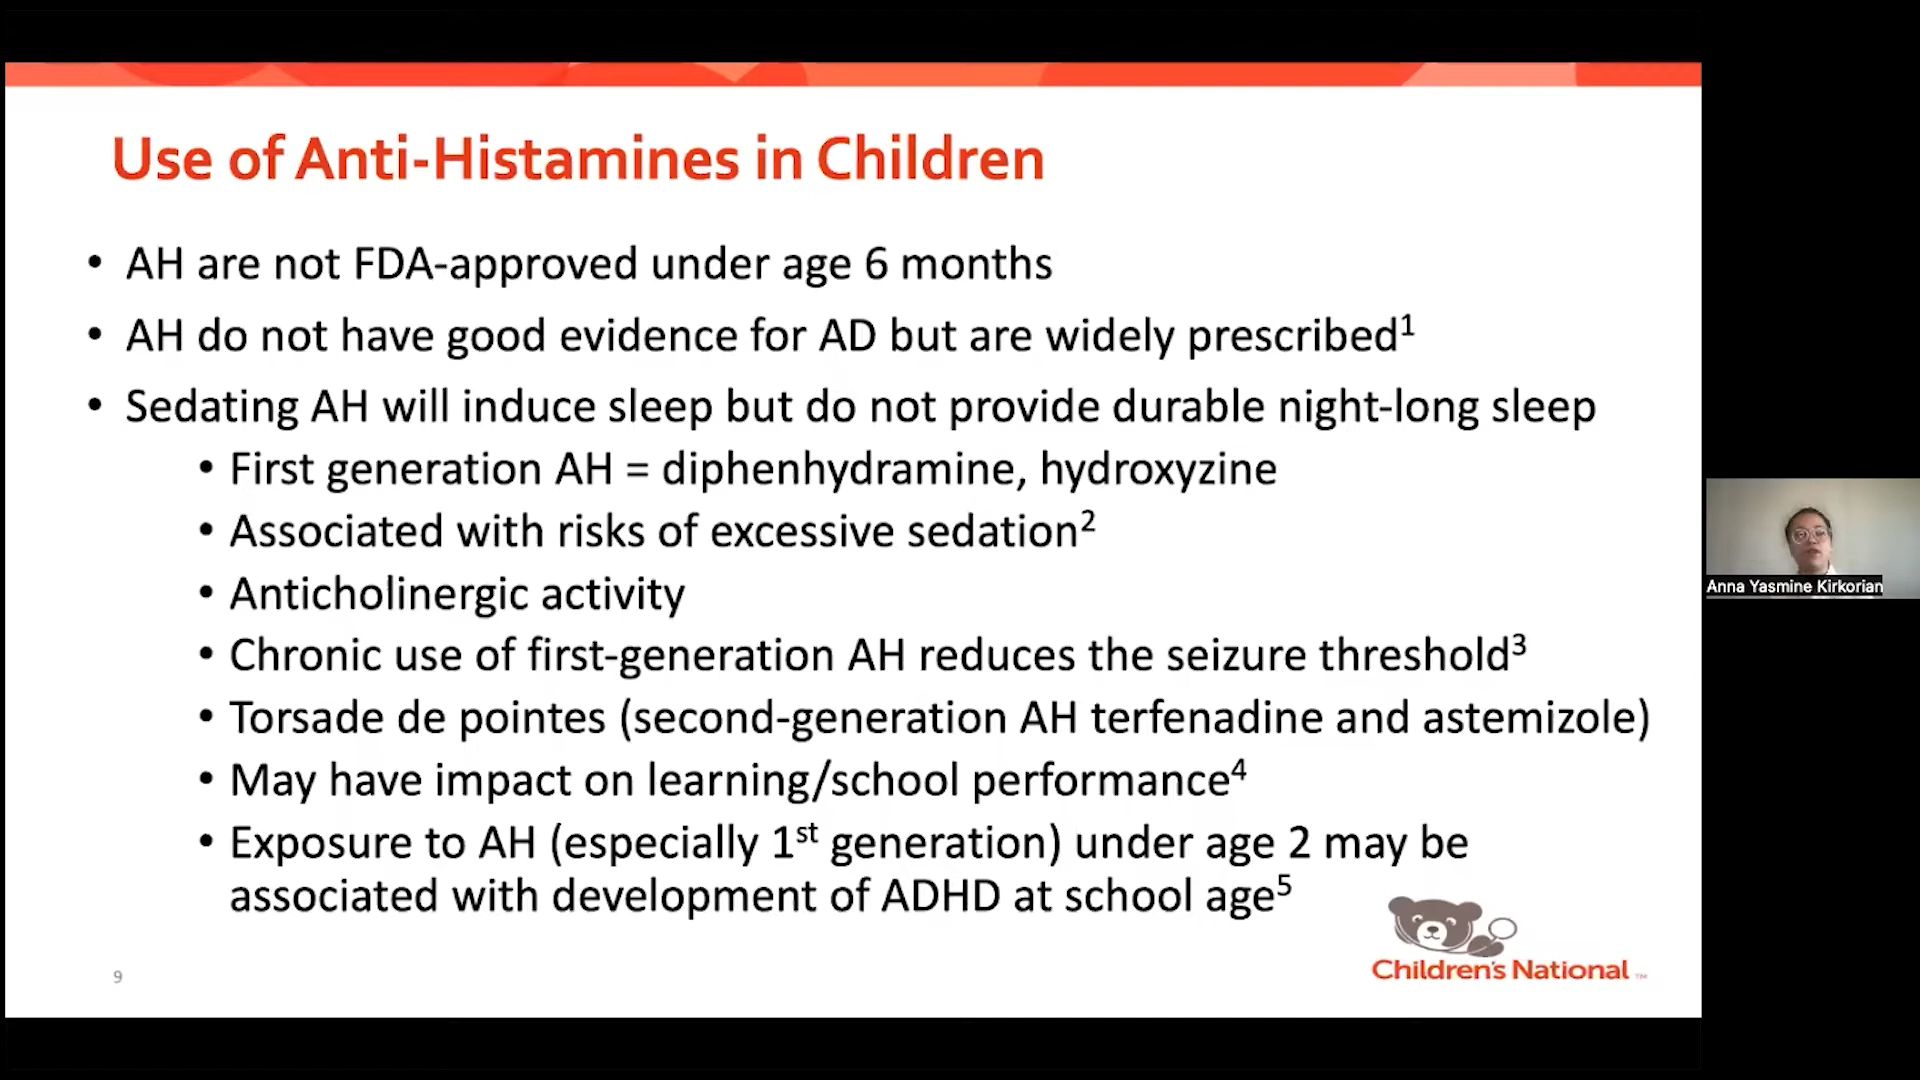 Use of Anti-Histamines in Children
• AH are not FDA-approved under age 6 months
• AH do not have good evidence for AD but are widely prescribed¹
• Sedating AH will induce sleep but do not provide durable night-long sleep
• First generation AH = diphenhydramine, hydroxyzine
• Associated with risks of excessive sedation²
• Anticholinergic activity
• Chronic use of first-generation AH reduces the seizure threshold³
• Torsade de pointes (second-generation AH terfenadine and astemizole)
• May have impact on learning/school performance⁴
• Exposure to AH (especially 1st generation) under age 2 may be
associated with development of ADHD at school age⁵
9
Children's National ™
Anna Yasmine Kirkorian